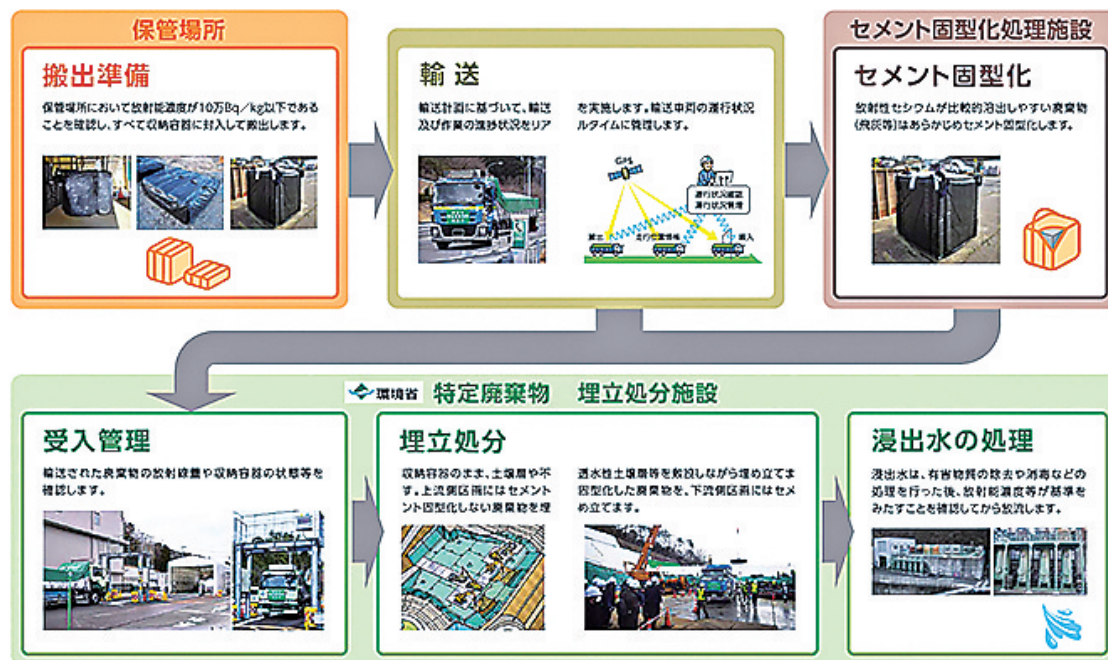 保管場所
搬出準備
保管場所において放射能濃度が10万Bq/kg以下である
ことを確認し、すべて収納容器に封入して搬出します。
輸送
輸送計画に基づいて、輸送
及び作業の進捗状況をリア
を実施します。輸送車両の運行状況
ルタイムに管理します。
GPS
運行状況確認
運行状況管理
搬出
走行位置情報
搬入
セメント固型化処理施設
セメント固型化
放射性セシウムが比較的溶出しやすい廃棄物
(飛灰等)はあらかじめセメント固型化します。
環境省 特定廃棄物 埋立処分施設
受入管理
輸送された廃棄物の放射線量や収納容器の状態等を
確認します。
埋立処分
収納容器のまま、土壌層や不
す。上流側区画にはセメント
ント固型化しない廃棄物を埋
透水性土壌層等を敷設しながら埋め立てま
固型化した廃棄物を、下流側区画にはセメ
め立てます。
浸出水の処理
浸出水は、有害物質の除去や消毒などの
処理を行った後、放射能濃度等が基準を
みたすことを確認してから放流します。